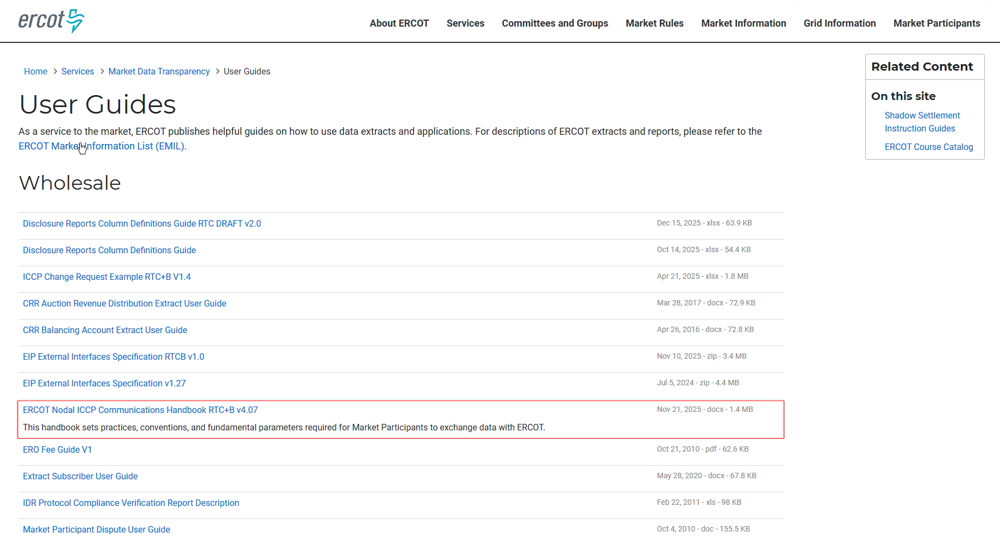 ercot
About ERCOT Services Committees and Groups Market Rules Market Information Grid Information Market Participants
Home > Services > Market Data Transparency > User Guides
User Guides
As a service to the market, ERCOT publishes helpful guides on how to use data extracts and applications. For descriptions of ERCOT extracts and reports, please refer to the
ERCOT Market Information List (EMIL).
Related Content
On this site
Shadow Settlement
Instruction Guides
ERCOT Course Catalog
Wholesale
Disclosure Reports Column Definitions Guide RTC DRAFT v2.0 Dec 15, 2025 - xlsx - 63.9 KB
Disclosure Reports Column Definitions Guide Oct 14, 2025 - xlsx - 54.4 KB
ICCP Change Request Example RTC+B V1.4 Apr 21, 2025 - xlsx - 1.8 MB
CRR Auction Revenue Distribution Extract User Guide Mar 28, 2017 - docx - 72.9 KB
CRR Balancing Account Extract User Guide Apr 26, 2016 - docx - 72.8 KB
EIP External Interfaces Specification RTCB v1.0 Nov 10, 2025 - zip - 3.4 MB
EIP External Interfaces Specification v1.27 Jul 5, 2024 - zip - 4.4 MB
ERCOT Nodal ICCP Communications Handbook RTC+B v4.07 Nov 21, 2025 - docx - 1.4 MB
This handbook sets practices, conventions, and fundamental parameters required for Market Participants to exchange data with ERCOT.
ERO Fee Guide V1 Oct 21, 2010 - pdf - 62.6 KB
Extract Subscriber User Guide May 28, 2020 - docx - 67.8 KB
IDR Protocol Compliance Verification Report Description Feb 22, 2011 - xls - 98 KB
Market Participant Dispute User Guide Oct 4, 2010 - doc - 155.5 KB